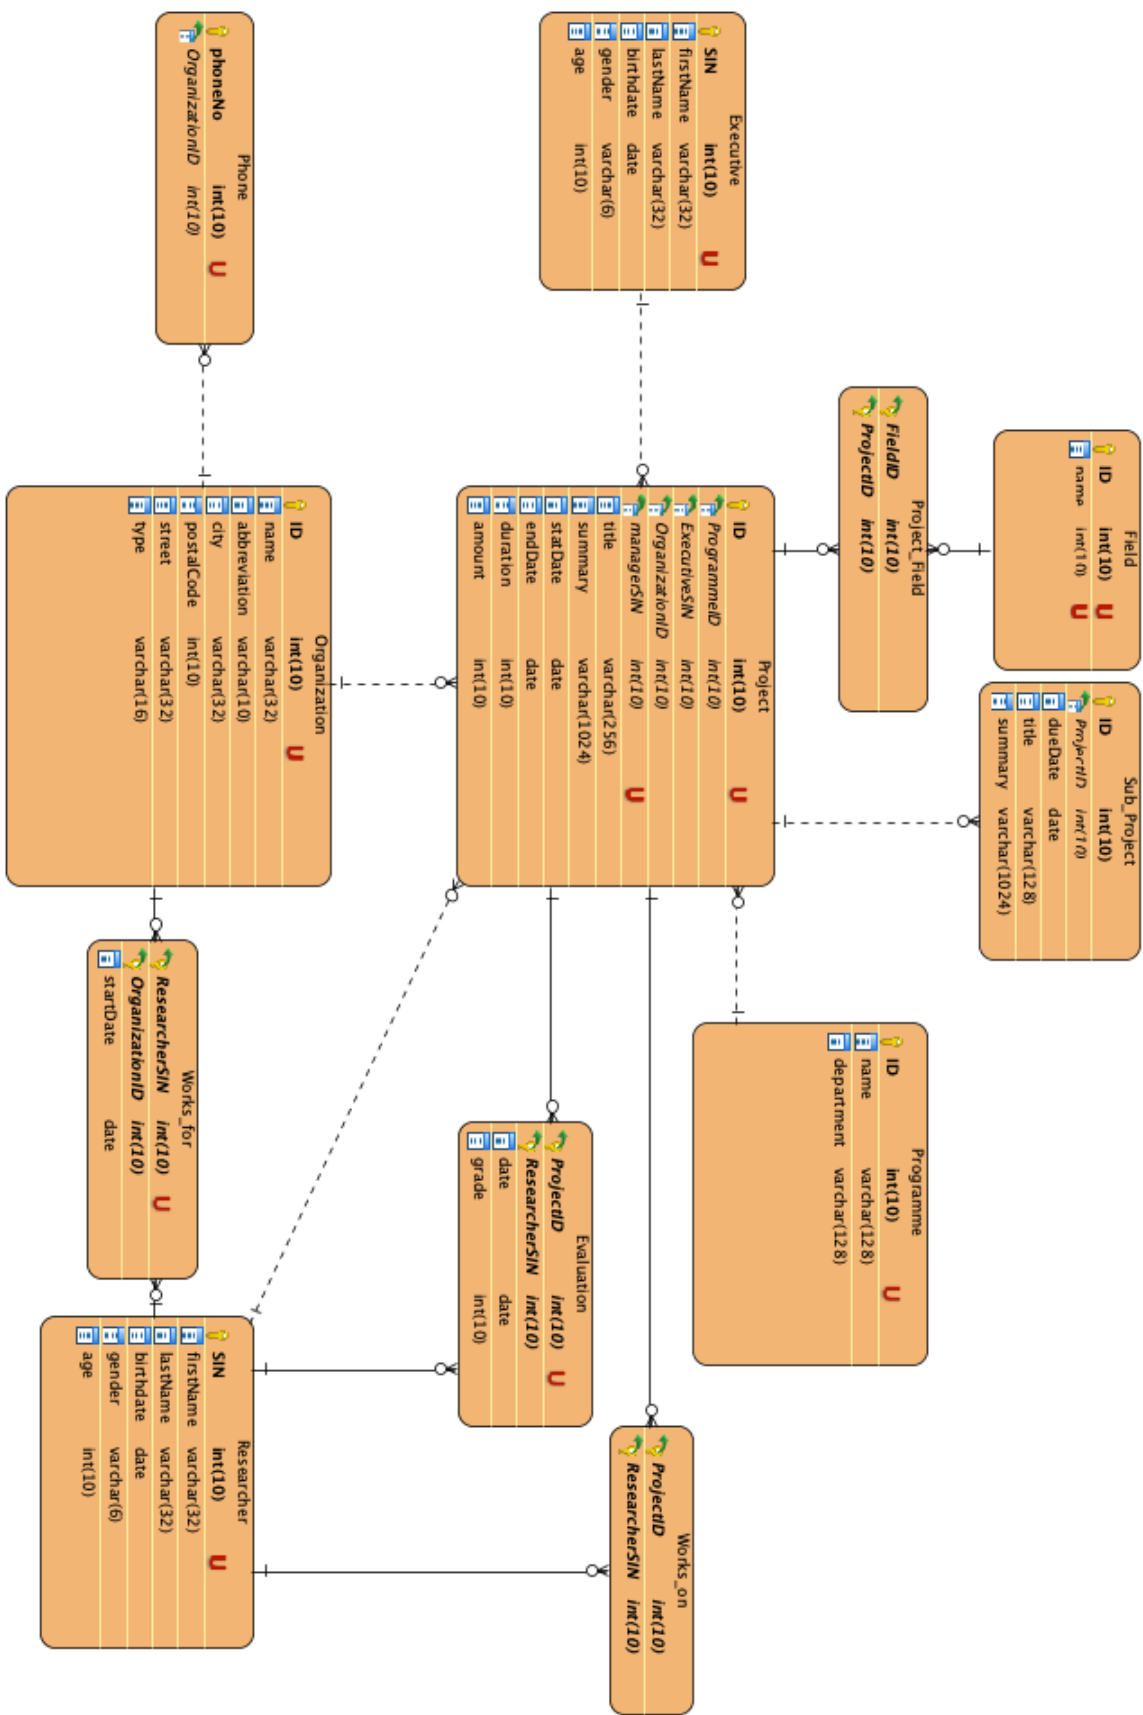 Field
ID int(10) U
name int(10) U
Sub_Project
ID int(10)
ProjectID int(10)
dueDate date
title varchar(128)
summary varchar(1024)
Project_Field
FieldID int(10)
ProjectID int(10)
Programme
ID int(10) U
name varchar(128)
department varchar(128)
Executive
SIN int(10) U
firstName varchar(32)
lastName varchar(32)
birthdate date
gender varchar(6)
age int(10)
Project
ID int(10) U
ProgrammeID int(10)
ExecutiveSIN int(10)
OrganizationID int(10)
managerSIN int(10) U
title varchar(256)
summary varchar(1024)
statDate date
endDate date
duration int(10)
amount int(10)
Works_on
ProjectID int(10)
ResearcherSIN int(10)
Evaluation
ProjectID int(10) U
ResearcherSIN int(10)
date date
grade int(10)
Phone
phoneNo int(10) U
OrganizationID int(10)
Organization
ID int(10) U
name varchar(32)
abbreviation varchar(10)
city varchar(32)
postalCode int(10)
street varchar(32)
type varchar(16)
Works_for
ResearcherSIN int(10) U
OrganizationID int(10)
startDate date
Researcher
SIN int(10) U
firstName varchar(32)
lastName varchar(32)
birthdate date
gender varchar(6)
age int(10)